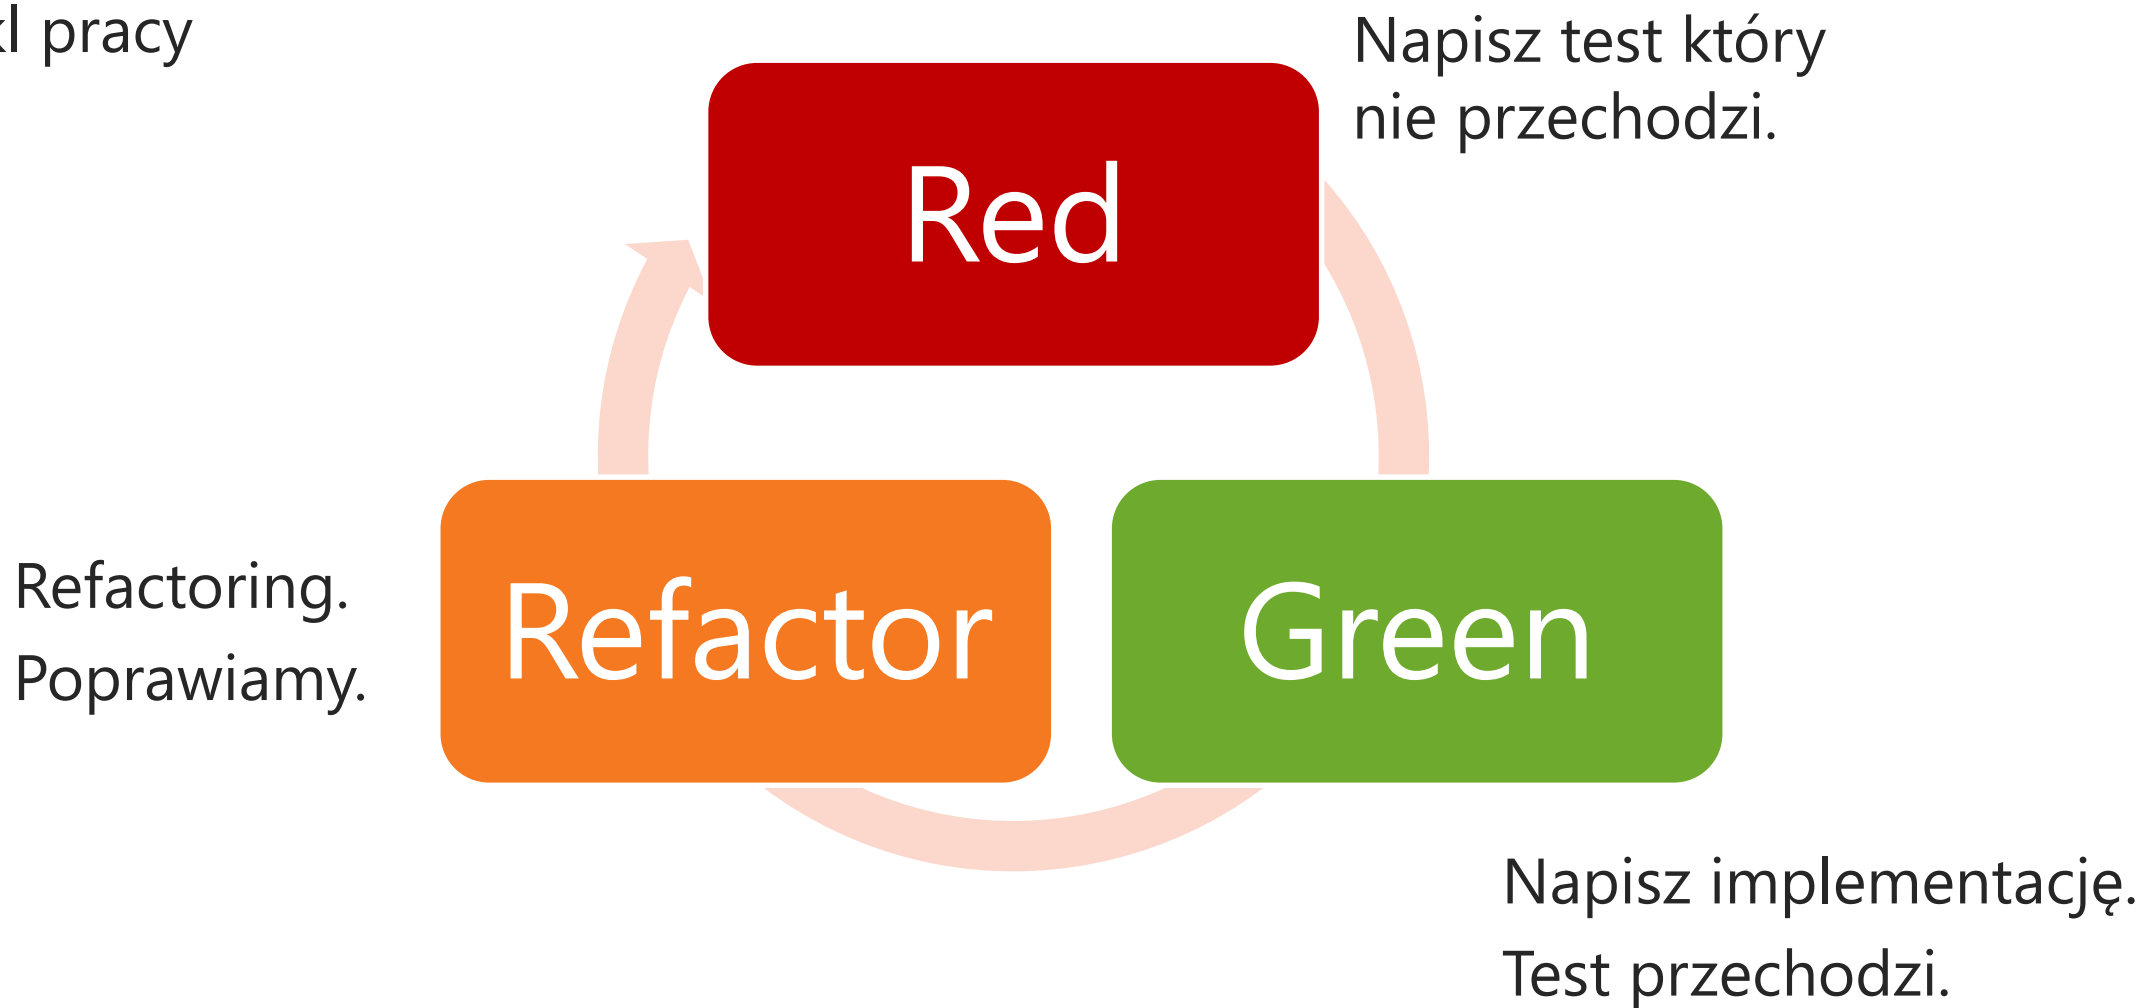 pracy
Napisz test który
nie przechodzi.
Red
Refactoring.
Poprawiamy.
Refactor
Green
Napisz implementację.
Test przechodzi.